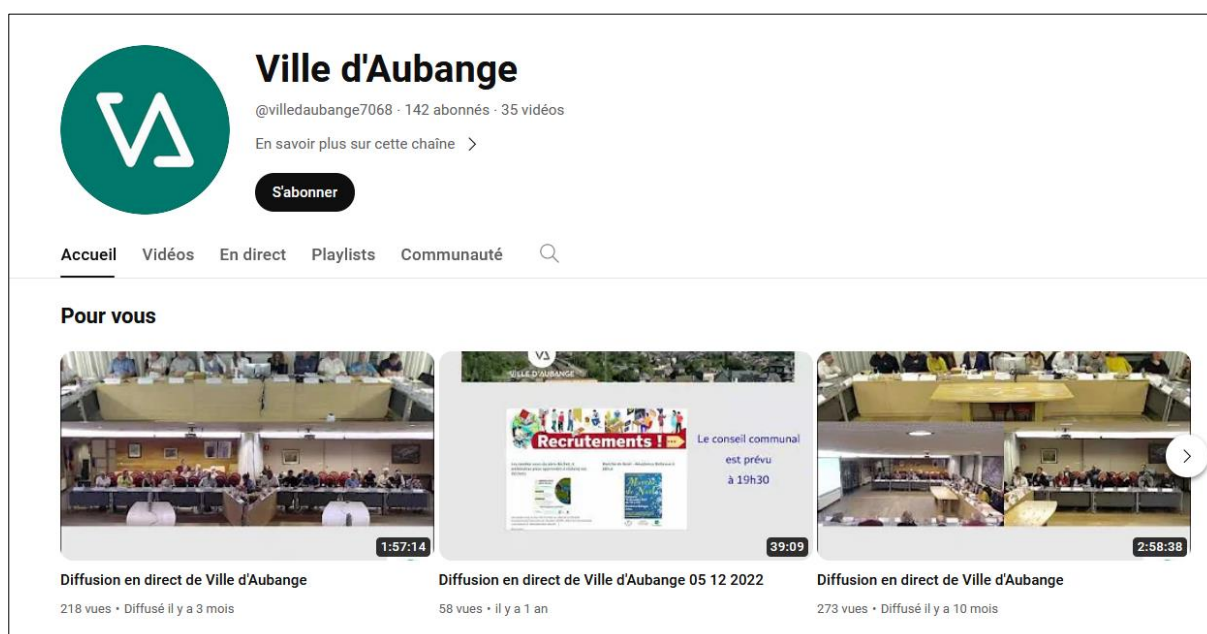 Ville d'Aubange
@villedaubange7068 · 142 abonnés · 35 vidéos
En savoir plus sur cette chaîne
S'abonner
Accueil Vidéos En direct Playlists Communauté
Pour vous
VILLE D'AUBANGE
Recrutements !
Marché
de Noël
Le conseil communal
est prévu
à 19h30
1:57:14
39:09
2:58:38
Diffusion en direct de Ville d'Aubange
218 vues • Diffusé il y a 3 mois
Diffusion en direct de Ville d'Aubange 05 12 2022
58 vues • il y a 1 an
Diffusion en direct de Ville d'Aubange
273 vues • Diffusé il y a 10 mois